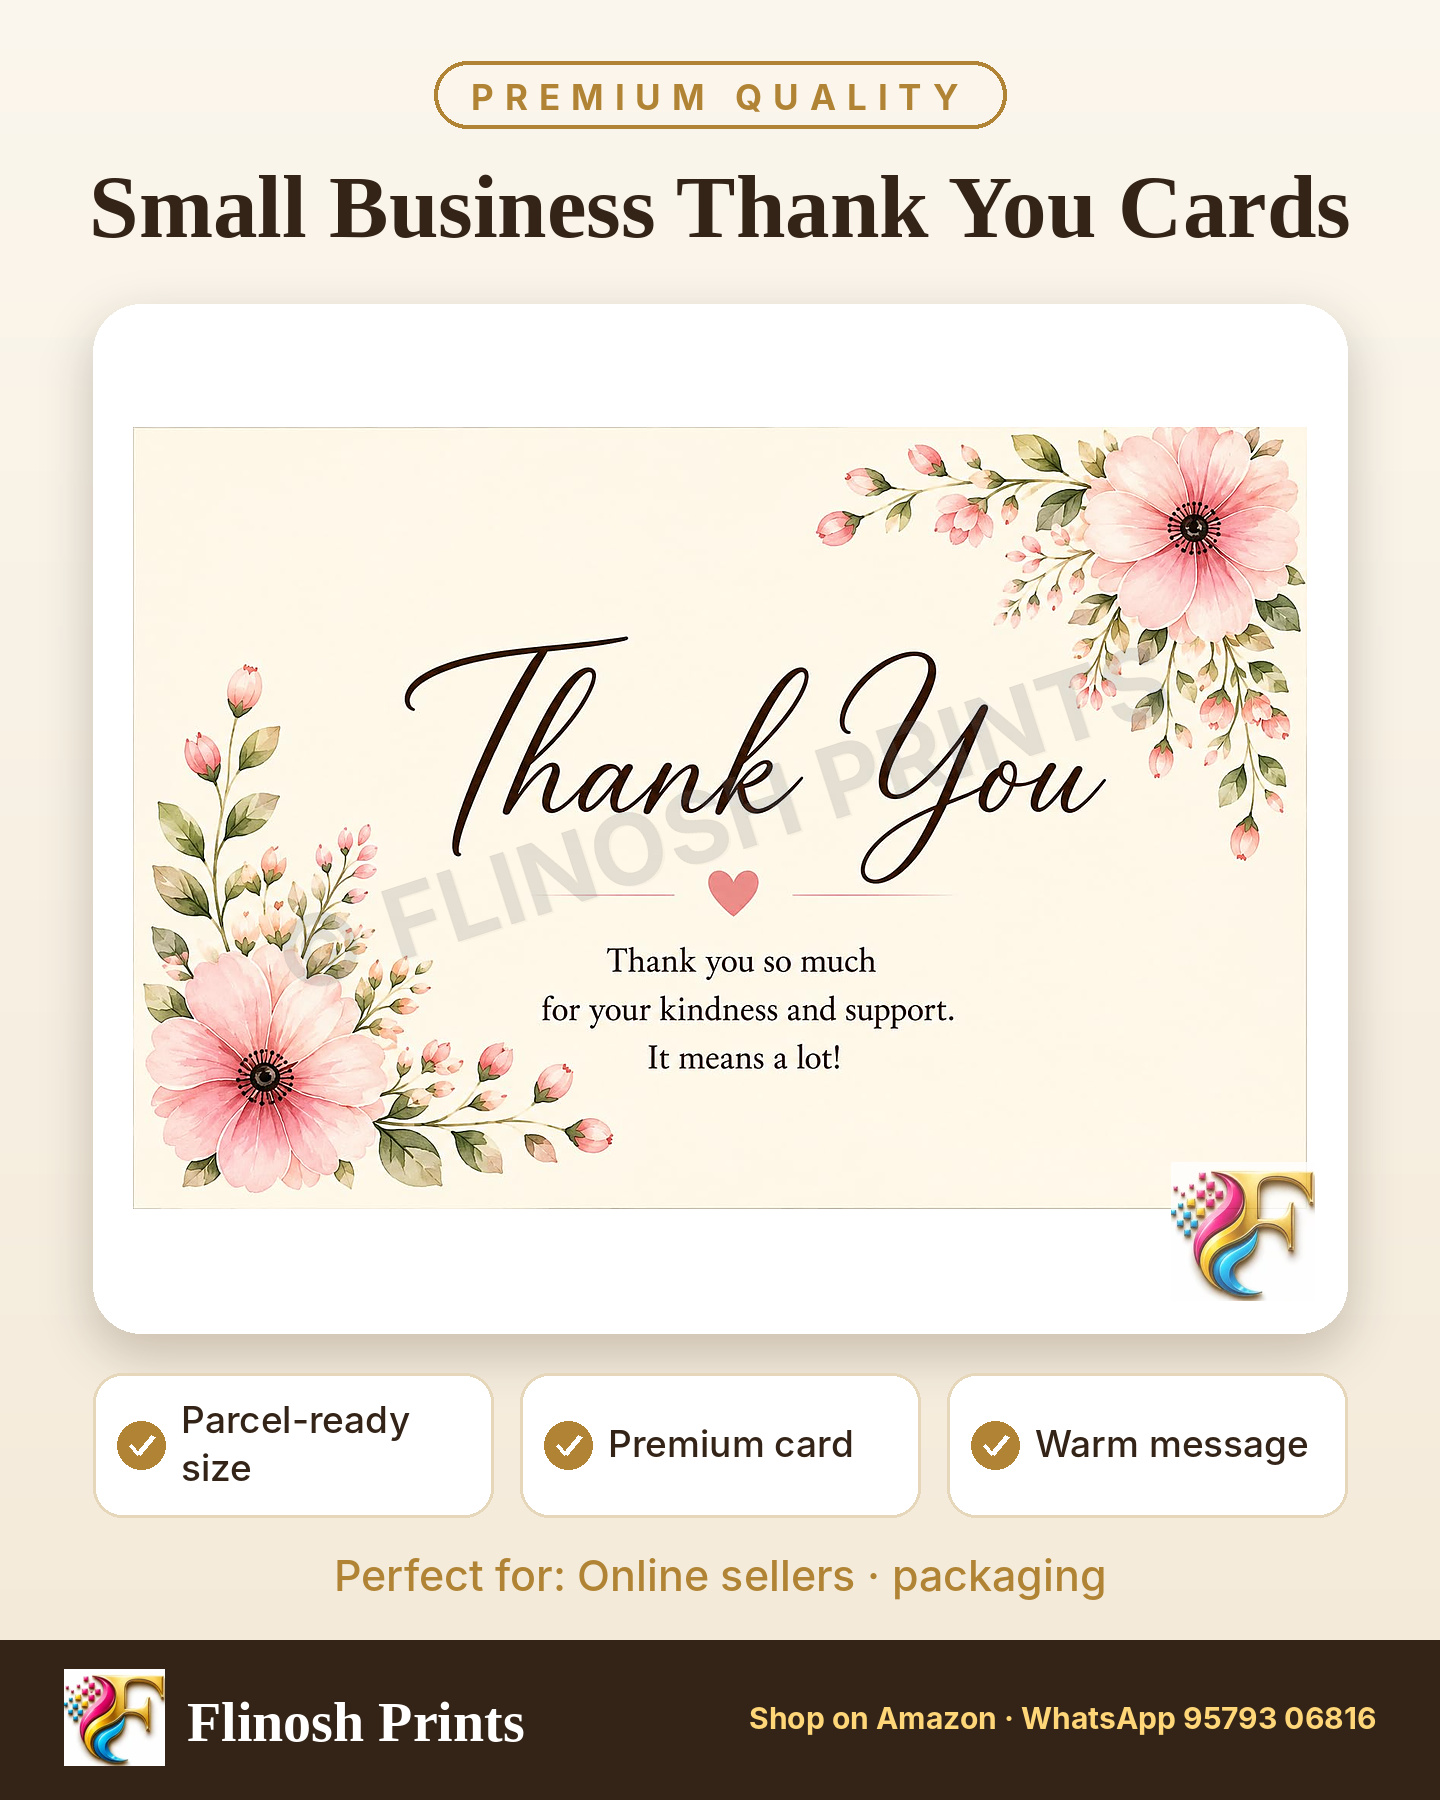 PREMIUM QUALITY
Small Business Thank You Cards
Thank You
© FLINOSH PRINTS
Thank you so much
for your kindness and support.
It means a lot!
F
Parcel-ready
size
Premium card
Warm message
Perfect for: Online sellers · packaging
F
Flinosh Prints
Shop on Amazon · WhatsApp 95793 06816